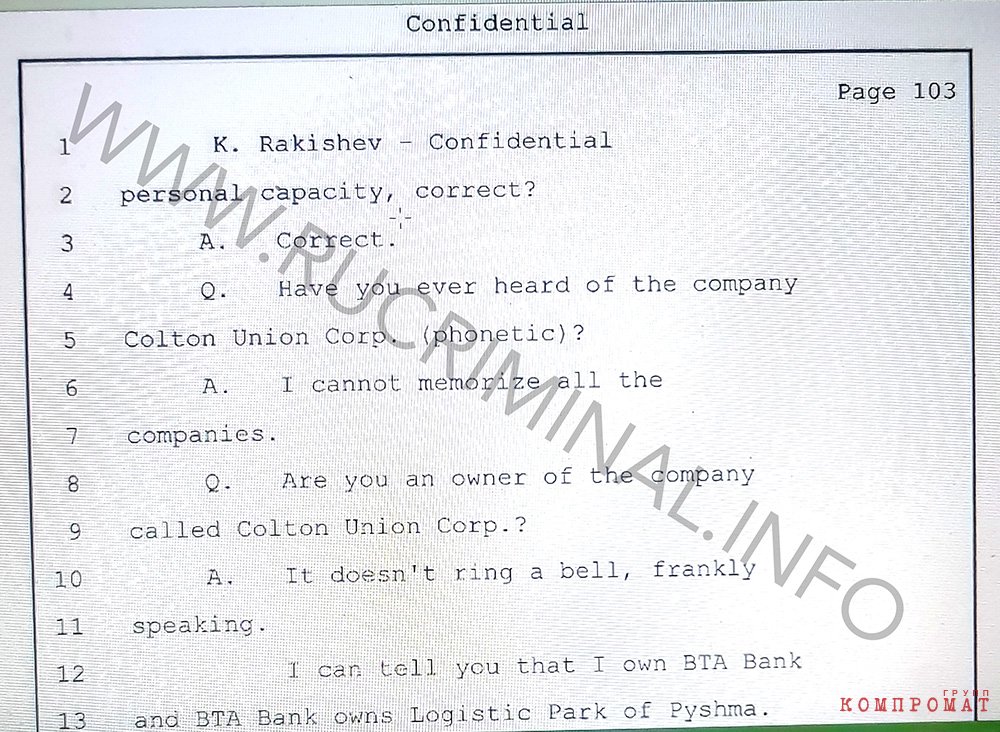 Confidential
Page 103
1 K. Rakishev - Confidential
2 personal capacity, correct?
3 A. Correct.
4 Q. Have you ever heard of the company
5 Colton Union Corp. (phonetic)?
6 A. I cannot memorize all the
7 companies.
8 Q. Are you an owner of the company
9 called Colton Union Corp.?
10 A. It doesn't ring a bell, frankly
11 speaking.
12 I can tell you that I own BTA Bank
13 and BTA Bank owns Logistic Park of Pyshma.
WWW.RUCRIMINAL.INFO
ГРУПП
КОМПРОМАТ